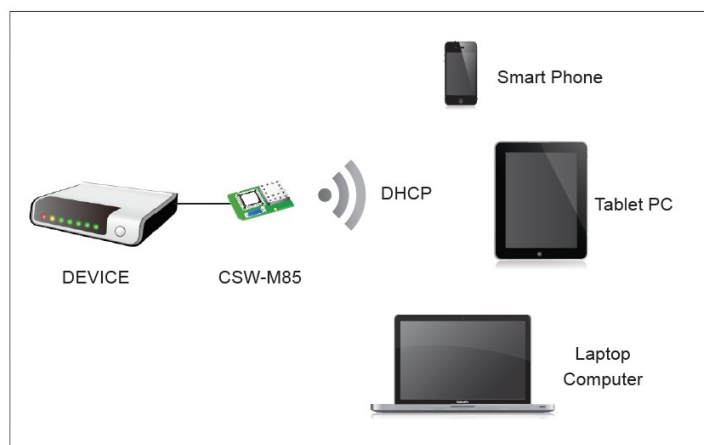 Smart Phone
DHCP
Tablet PC
DEVICE
CSW-M85
Laptop
Computer